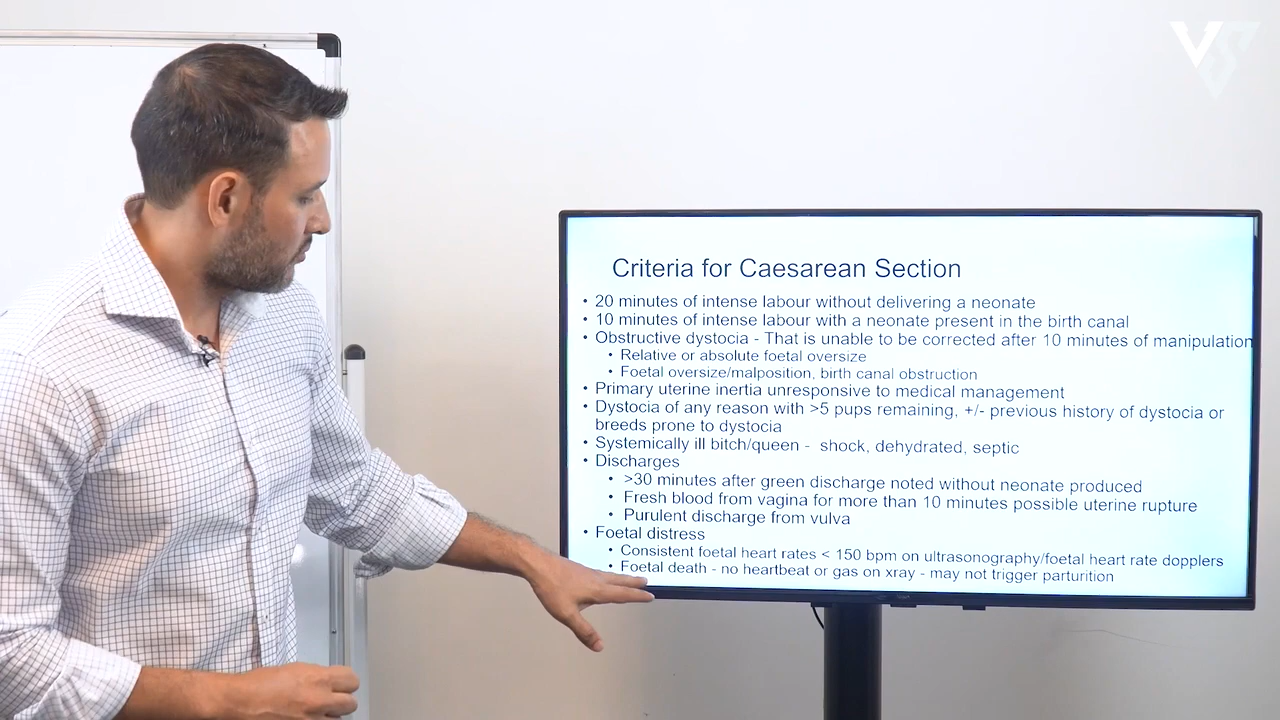 VS
Criteria for Caesarean Section
• 20 minutes of intense labour without delivering a neonate
• 10 minutes of intense labour with a neonate present in the birth canal
• Obstructive dystocia - That is unable to be corrected after 10 minutes of manipulation
• Relative or absolute foetal oversize
• Foetal oversize/malposition, birth canal obstruction
• Primary uterine inertia unresponsive to medical management
• Dystocia of any reason with >5 pups remaining, +/- previous history of dystocia or
breeds prone to dystocia
• Systemically ill bitch/queen - shock, dehydrated, septic
• Discharges
• >30 minutes after green discharge noted without neonate produced
• Fresh blood from vagina for more than 10 minutes possible uterine rupture
• Purulent discharge from vulva
• Foetal distress
• Consistent foetal heart rates < 150 bpm on ultrasonography/foetal heart rate dopplers
• Foetal death - no heartbeat or gas on xray - may not trigger parturition